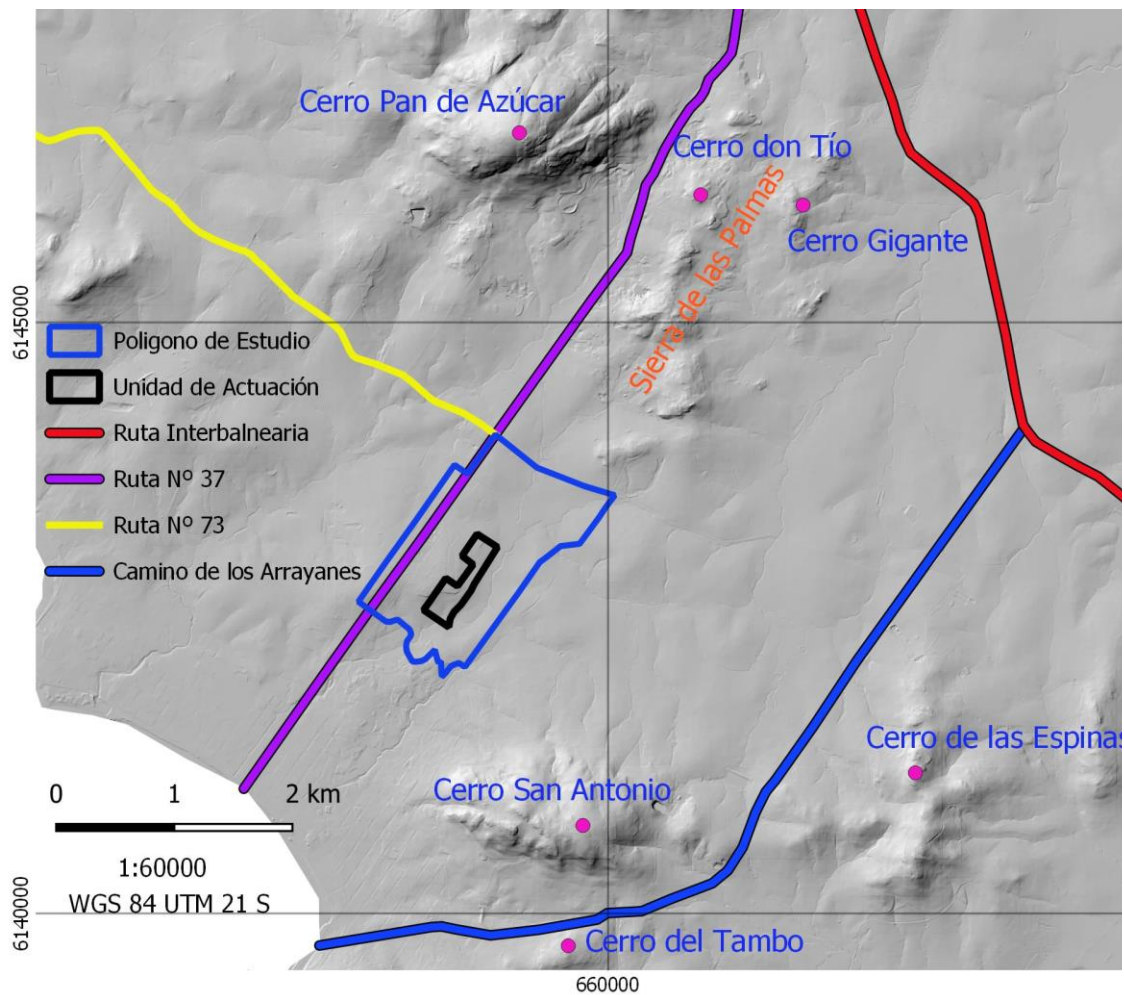 Cerro Pan de Azúcar
Cerro don Tío
Cerro Gigante
Sierra de las Palmas
6145000
Poligono de Estudio
Unidad de Actuación
Ruta Interbalnearia
Ruta Nº 37
Ruta Nº 73
Camino de los Arrayanes
Cerro de las Espinas
Cerro San Antonio
0 1 2 km
1:60000
WGS 84 UTM 21 S
6140000
Cerro del Tambo
660000